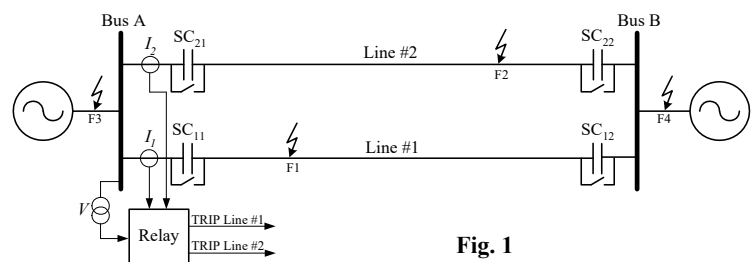 Bus A
Bus B
I2
SC21
SC22
Line #2
F2
F3
F4
I1
SC11
SC12
Line #1
F1
V
Relay
TRIP Line #1
TRIP Line #2
Fig. 1